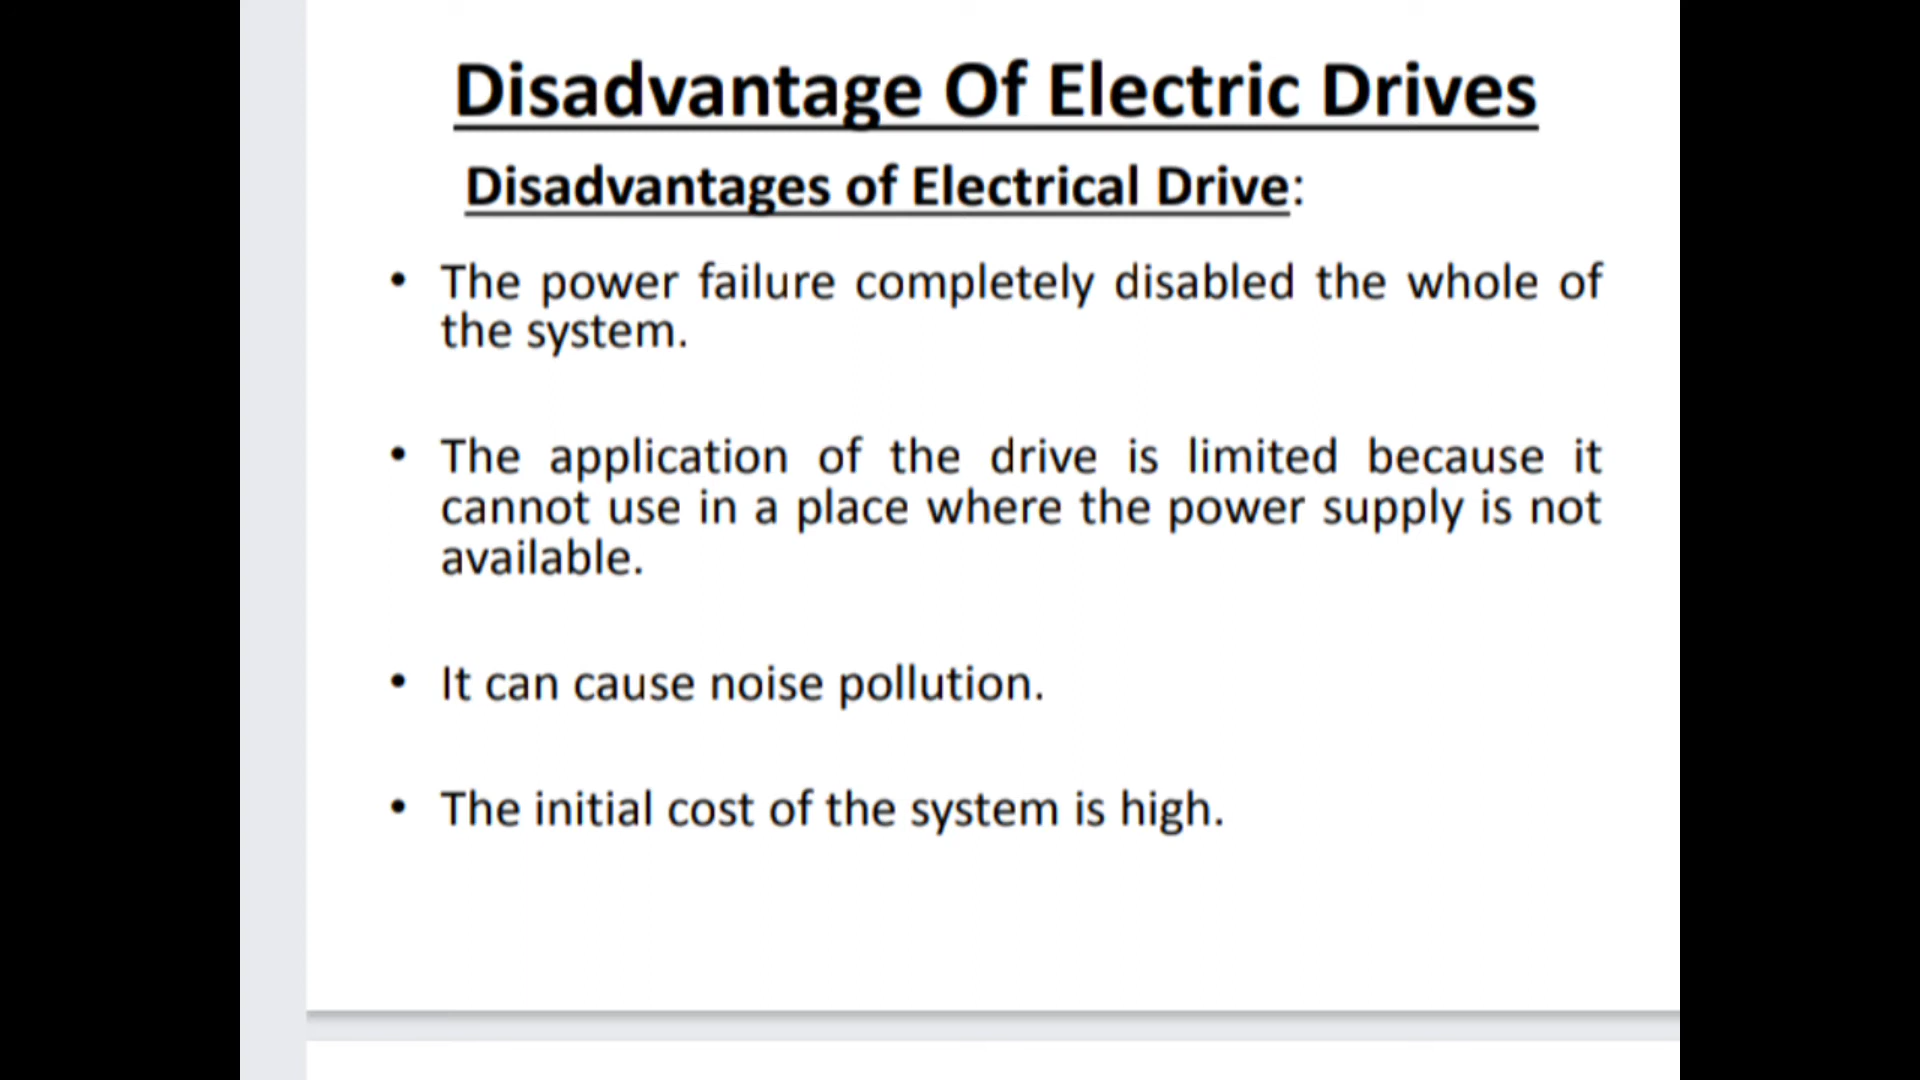 Disadvantage Of Electric Drives
Disadvantages of Electrical Drive:
• The power failure completely disabled the whole of
the system.
• The application of the drive is limited because it
cannot use in a place where the power supply is not
available.
• It can cause noise pollution.
• The initial cost of the system is high.